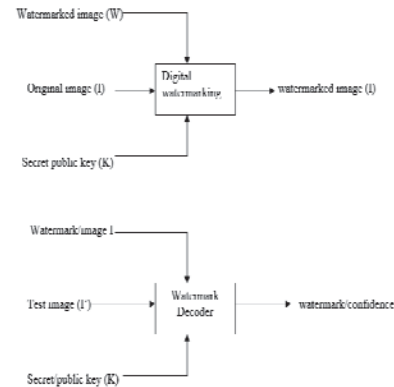 Watermarked image (W)
Digital
watermarking
Original image (I)
watermarked image (I)
Secret public key (K)
Watermark/image I
Watermark
Decoder
Test image (I')
watermark/confidence
Secret/public key (K)